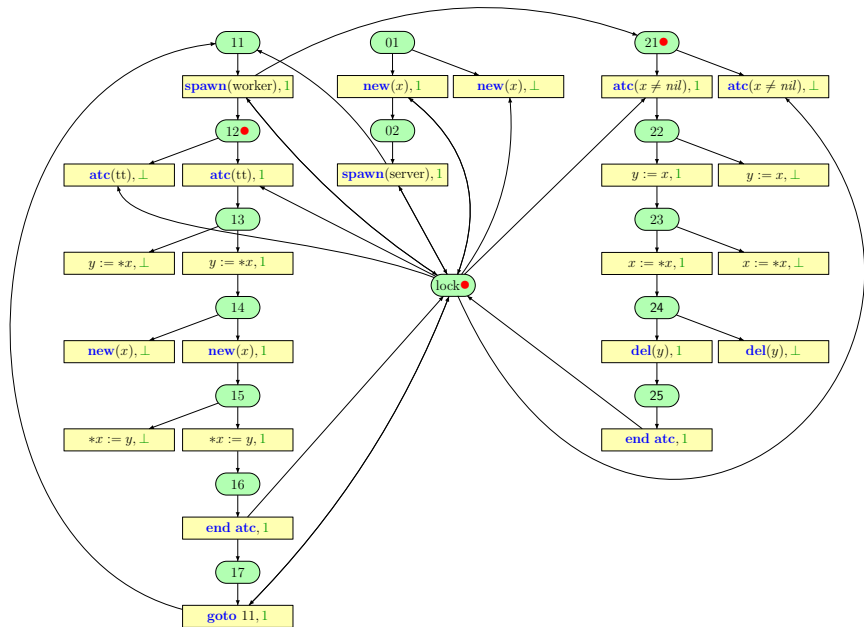 11
01
21
spawn(worker), 1
new(x), 1
new(x), ⊥
atc(x ≠ nil), 1
atc(x ≠ nil), ⊥
12
02
22
atc(tt), ⊥
atc(tt), 1
spawn(server), 1
y := x, 1
y := x, ⊥
13
23
y := *x, ⊥
y := *x, 1
x := *x, 1
x := *x, ⊥
lock
14
24
new(x), ⊥
new(x), 1
del(y), 1
del(y), ⊥
15
25
*x := y, ⊥
*x := y, 1
end atc, 1
16
end atc, 1
17
goto 11, 1